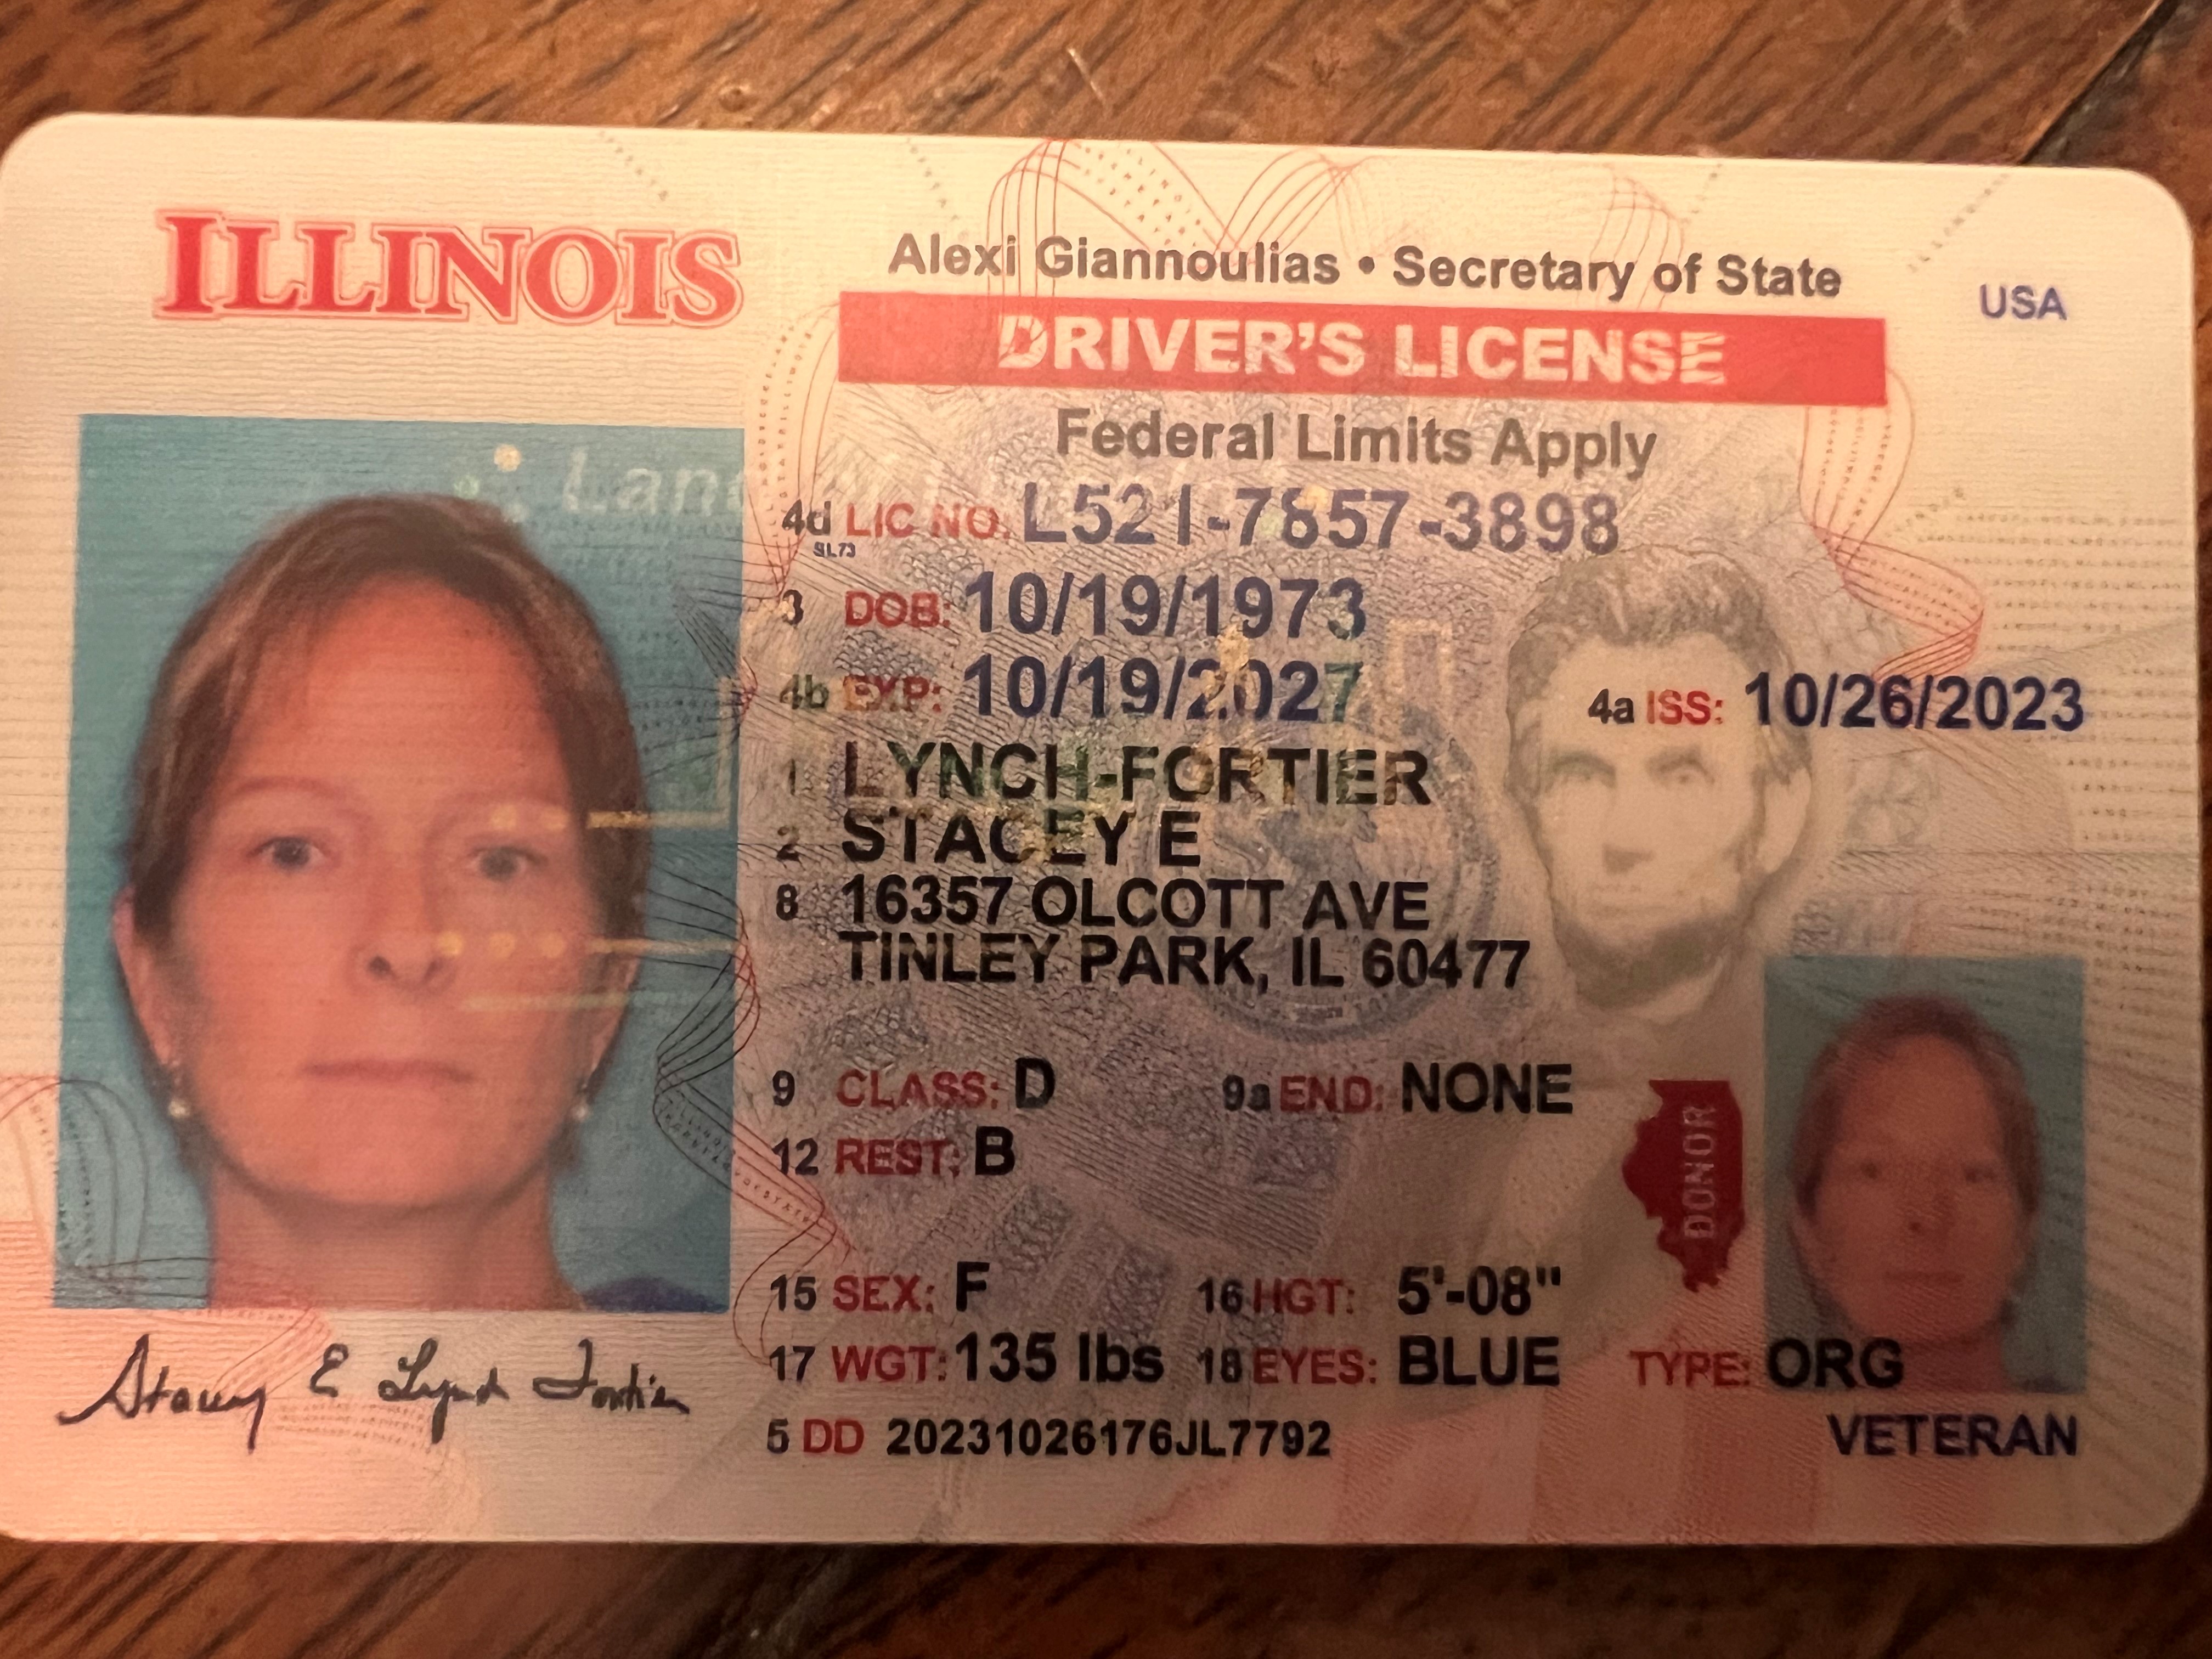 ILLINOIS
Alexi Giannoulias • Secretary of State
USA
DRIVER'S LICENSE
Federal Limits Apply
4d LIC NO. L521-7857-3898
SL73
3 DOB: 10/19/1973
4b EXP: 10/19/2027 4a ISS: 10/26/2023
1 LYNCH-FORTIER
2 STACEY E
8 16357 OLCOTT AVE
TINLEY PARK, IL 60477
9 CLASS: D 9a END: NONE
12 REST: B
DONOR
15 SEX: F 16 HGT: 5'-08"
17 WGT: 135 lbs 18 EYES: BLUE TYPE: ORG
5 DD 20231026176JL7792
VETERAN
Stacey E Lynch Fortier